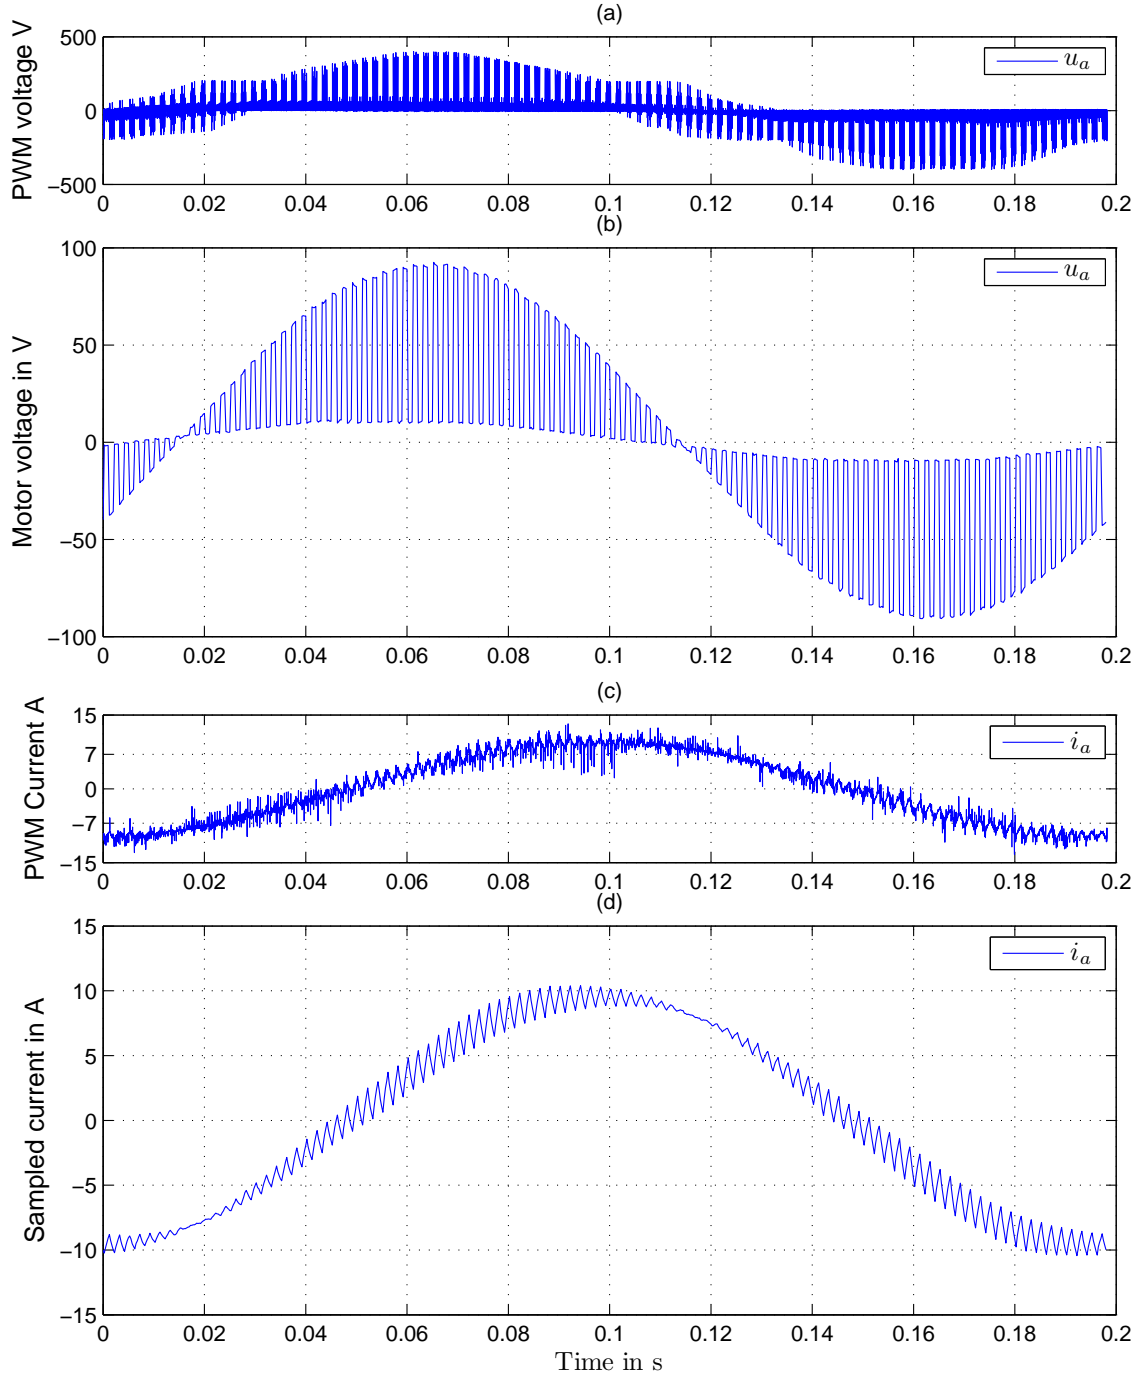 (a)
PWM voltage V
500
0
−500
u_a
0 0.02 0.04 0.06 0.08 0.1 0.12 0.14 0.16 0.18 0.2
(b)
Motor voltage in V
100
50
0
−50
−100
u_a
0 0.02 0.04 0.06 0.08 0.1 0.12 0.14 0.16 0.18 0.2
(c)
PWM Current A
15
7
0
−7
−15
i_a
0 0.02 0.04 0.06 0.08 0.1 0.12 0.14 0.16 0.18 0.2
(d)
Sampled current in A
15
10
5
0
−5
−10
−15
i_a
0 0.02 0.04 0.06 0.08 0.1 0.12 0.14 0.16 0.18 0.2
Time in s